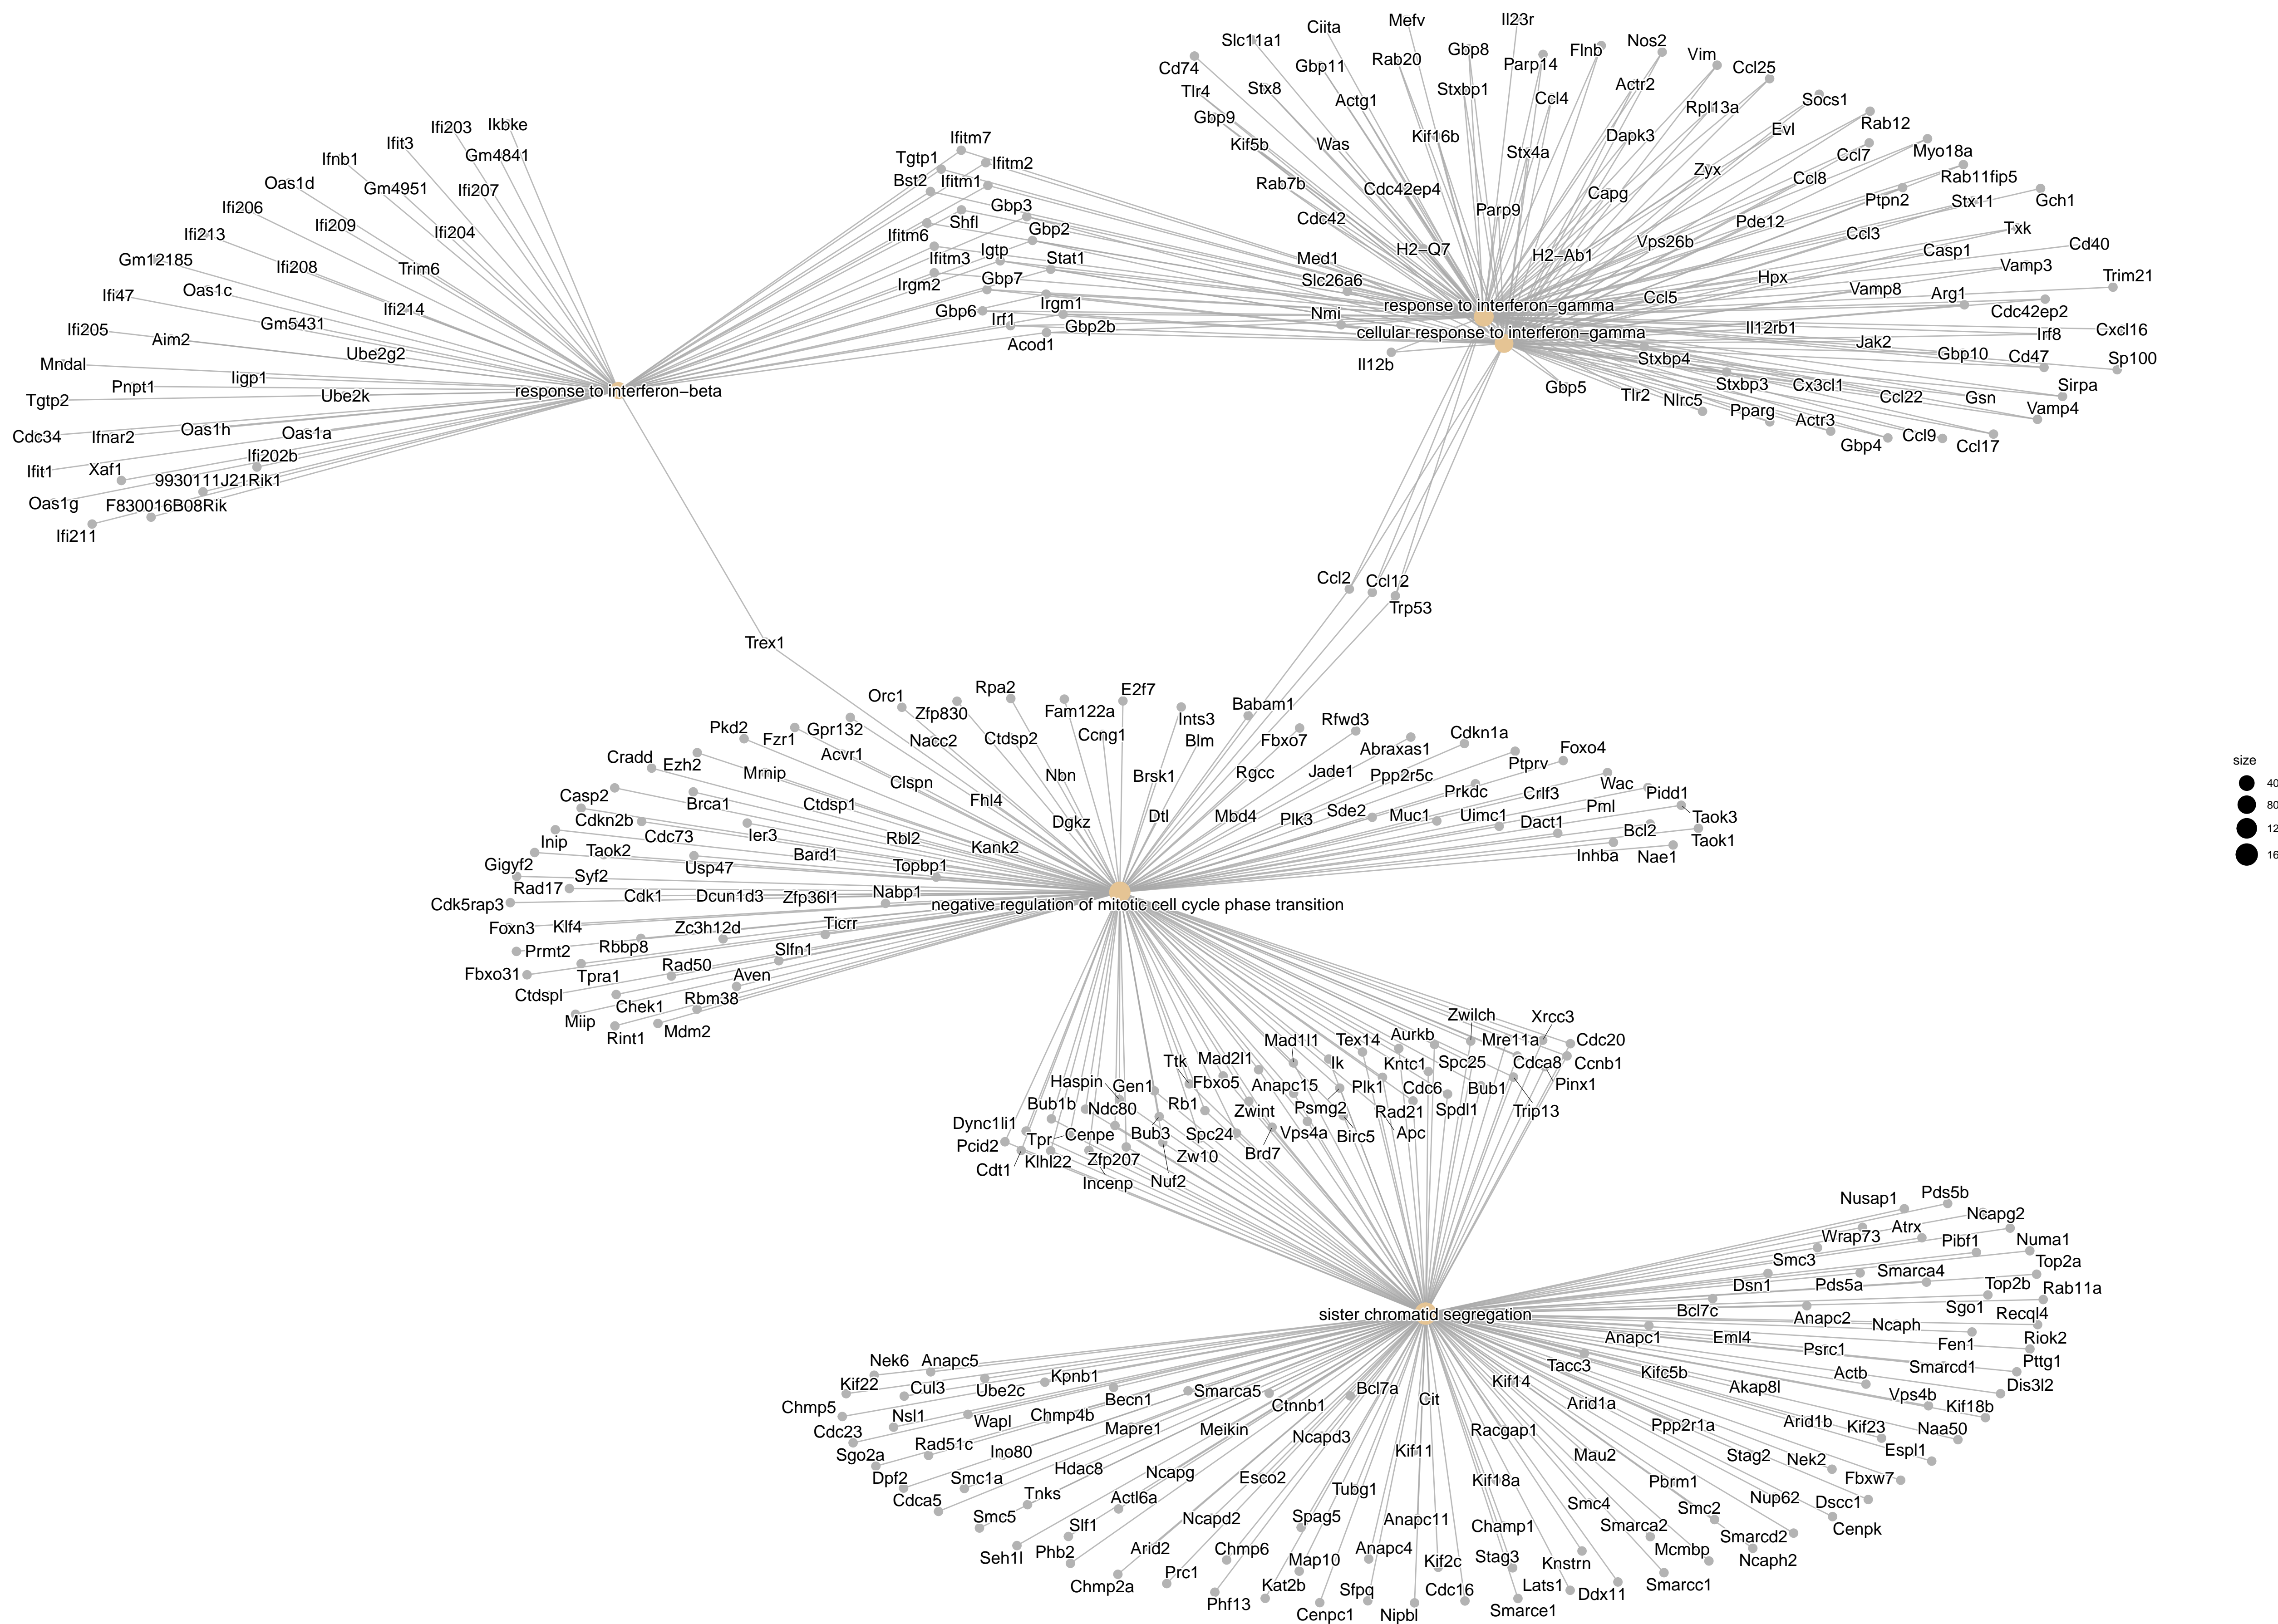 Mefv
Il23r
Ciita
Slc11a1
Gbp8
Flnb
Nos2
Vim
Rab20
Parp14
Ccl25
Cd74
Gbp11
Tlr4
Stx8
Stxbp1
Actr2
Actg1
Ccl4
Rpl13a
Socs1
Gbp9
Kif5b
Was
Kif16b
Stx4a
Dapk3
Evl
Rab12
Ccl7
Myo18a
Rab7b
Cdc42ep4
Capg
Zyx
Ccl8
Rab11fip5
Ptpn2
Stx11
Gch1
Cdc42
Parp9
Pde12
Ccl3
Txk
Med1
H2−Q7
H2−Ab1
Vps26b
Casp1
Cd40
Slc26a6
Hpx
Vamp3
Trim21
response to interferon−gamma
Ccl5
Vamp8
Arg1
Cdc42ep2
Nmi
cellular response to interferon−gamma
Il12rb1
Jak2
Irf8
Cxcl16
Il12b
Stxbp4
Gbp10
Cd47
Sp100
Gbp5
Tlr2
Nlrc5
Stxbp3
Cx3cl1
Ccl22
Gsn
Sirpa
Pparg
Actr3
Gbp4
Ccl9
Ccl17
Vamp4
Ifi203
Ikbke
Ifit3
Gm4841
Ifnb1
Oas1d
Gm4951
Ifi207
Ifi206
Ifi209
Ifi204
Ifi213
Gm12185
Ifi208
Trim6
Ifi47
Oas1c
Ifi214
Ifi205
Aim2
Gm5431
Mndal
Ube2g2
Pnpt1
Iigp1
Tgtp2
Ube2k
response to interferon−beta
Cdc34
Ifnar2
Oas1h
Oas1a
Ifit1
Xaf1
Ifi202b
9930111J21Rik1
Oas1g
F830016B08Rik
Ifi211
Ifitm7
Tgtp1
Ifitm2
Bst2
Ifitm1
Gbp3
Shfl
Gbp2
Ifitm6
Igtp
Stat1
Ifitm3
Irgm2
Gbp7
Irgm1
Gbp6
Irf1
Gbp2b
Acod1
Ccl2
Ccl12
Trp53
Trex1
Orc1
Rpa2
E2f7
Zfp830
Fam122a
Ints3
Babam1
Pkd2
Fzr1
Gpr132
Nacc2
Ctdsp2
Ccng1
Blm
Fbxo7
Rfwd3
Abraxas1
Cdkn1a
Foxo4
Cradd
Ezh2
Mrnip
Acvr1
Clspn
Nbn
Brsk1
Rgcc
Jade1
Ppp2r5c
Ptprv
Wac
Casp2
Brca1
Ctdsp1
Fhl4
Dgkz
Dtl
Mbd4
Plk3
Sde2
Muc1
Prkdc
Crlf3
Uimc1
Pml
Pidd1
Taok3
Cdkn2b
Cdc73
Ier3
Rbl2
Kank2
Dact1
Bcl2
Taok1
Inip
Taok2
Usp47
Bard1
Topbp1
Inhba
Nae1
Gigyf2
Syf2
Rad17
Cdk1
Dcun1d3
Zfp36l1
Nabp1
Cdk5rap3
negative regulation of mitotic cell cycle phase transition
Foxn3
Klf4
Zc3h12d
Ticrr
Prmt2
Rbbp8
Slfn1
Fbxo31
Tpra1
Rad50
Aven
Ctdspl
Chek1
Rbm38
Miip
Rint1
Mdm2
size
40
80
12
16
Zwilch
Xrcc3
Mad1l1
Tex14
Aurkb
Mre11a
Cdc20
Ttk
Mad2l1
Ik
Kntc1
Spc25
Cdca8
Ccnb1
Haspin
Gen1
Fbxo5
Anapc15
Plk1
Cdc6
Bub1
Pinx1
Bub1b
Ndc80
Rb1
Zwint
Psmg2
Rad21
Spdl1
Trip13
Dync1li1
Pcid2
Tpr
Cenpe
Bub3
Spc24
Vps4a
Birc5
Apc
Cdt1
Klhl22
Zfp207
Zw10
Brd7
Incenp
Nuf2
Nusap1
Pds5b
Ncapg2
Wrap73
Atrx
Pibf1
Numa1
Smc3
Top2a
Dsn1
Pds5a
Smarca4
Top2b
Rab11a
sister chromatid segregation
Bcl7c
Anapc2
Sgo1
Recql4
Anapc1
Eml4
Ncaph
Fen1
Riok2
Psrc1
Pttg1
Nek6
Anapc5
Tacc3
Kifc5b
Actb
Smarcd1
Dis3l2
Kif22
Cul3
Ube2c
Kpnb1
Smarca5
Bcl7a
Cit
Kif14
Akap8l
Vps4b
Kif18b
Chmp5
Nsl1
Wapl
Chmp4b
Becn1
Ctnnb1
Arid1a
Ppp2r1a
Arid1b
Kif23
Naa50
Cdc23
Mapre1
Meikin
Ncapd3
Racgap1
Sgo2a
Rad51c
Ino80
Kif11
Mau2
Stag2
Nek2
Espl1
Dpf2
Smc1a
Hdac8
Ncapg
Esco2
Tubg1
Kif18a
Pbrm1
Fbxw7
Cdca5
Tnks
Actl6a
Smc4
Smc2
Nup62
Dscc1
Smc5
Slf1
Ncapd2
Spag5
Anapc11
Champ1
Smarca2
Smarcd2
Cenpk
Seh1l
Phb2
Arid2
Chmp6
Map10
Anapc4
Kif2c
Stag3
Knstrn
Mcmbp
Ncaph2
Chmp2a
Prc1
Phf13
Kat2b
Sfpq
Cdc16
Lats1
Ddx11
Smarcc1
Cenpc1
Nipbl
Smarce1